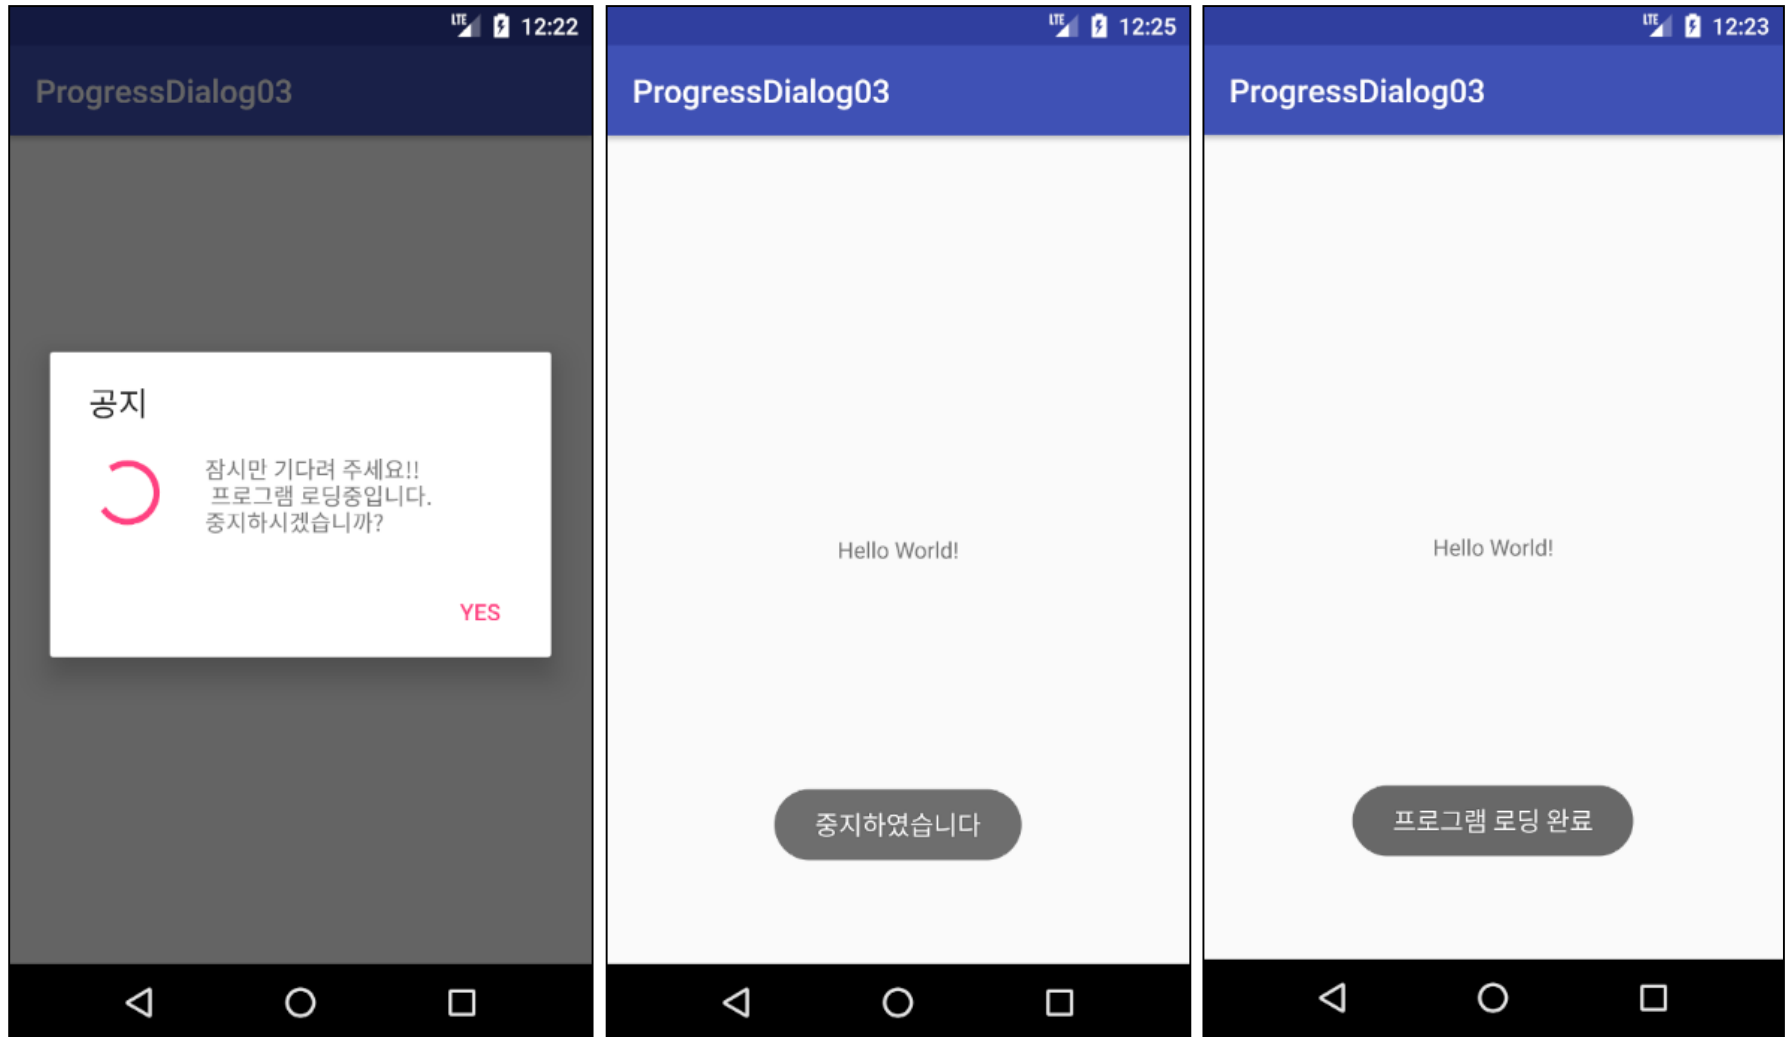 LTE 12:22
ProgressDialog03
공지
잠시만 기다려 주세요!!
프로그램 로딩중입니다.
중지하시겠습니까?
YES
LTE 12:25
ProgressDialog03
Hello World!
중지하였습니다
LTE 12:23
ProgressDialog03
Hello World!
프로그램 로딩 완료